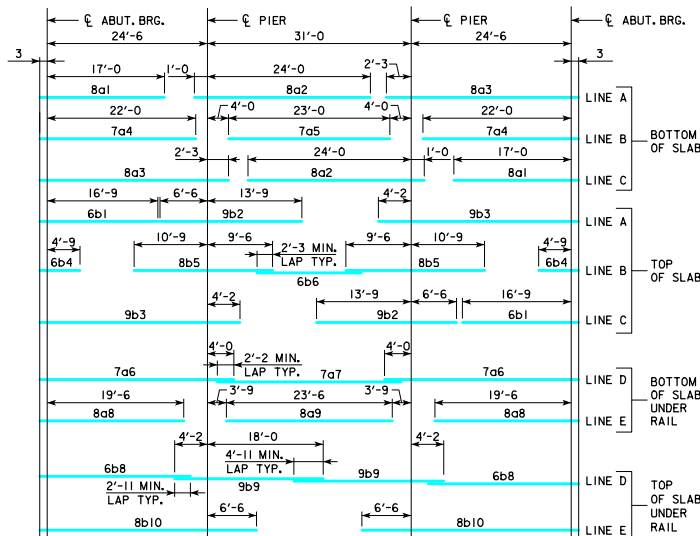 ℄ ABUT. BRG. ℄ PIER ℄ PIER ℄ ABUT. BRG.
24'-6 31'-0 24'-6
3 3
17'-0 1'-0 24'-0 2'-3
8a1 8a2 8a3 LINE A
22'-0 4'-0 23'-0 4'-0 22'-0
7a4 7a5 7a4 LINE B
BOTTOM
OF SLAB
2'-3 24'-0 1'-0 17'-0
8a3 8a2 8a1 LINE C
16'-9 6'-6 13'-9 4'-2
6b1 9b2 9b3 LINE A
4'-9 10'-9 9'-6 2'-3 MIN. LAP TYP. 9'-6 10'-9 4'-9
6b4 8b5 6b6 8b5 6b4 LINE B
TOP
OF SLAB
4'-2 13'-9 6'-6 16'-9
9b3 9b2 6b1 LINE C
4'-0 2'-2 MIN. LAP TYP. 4'-0
7a6 7a7 7a6 LINE D
BOTTOM
OF SLAB
UNDER
RAIL
19'-6 3'-9 23'-6 3'-9 19'-6
8a8 8a9 8a8 LINE E
4'-2 18'-0 4'-2
4'-11 MIN.
LAP TYP.
6b8 9b9 9b9 6b8 LINE D
2'-11 MIN.
LAP TYP.
TOP
OF SLAB
UNDER
RAIL
6'-6 6'-6
8b10 8b10 LINE E